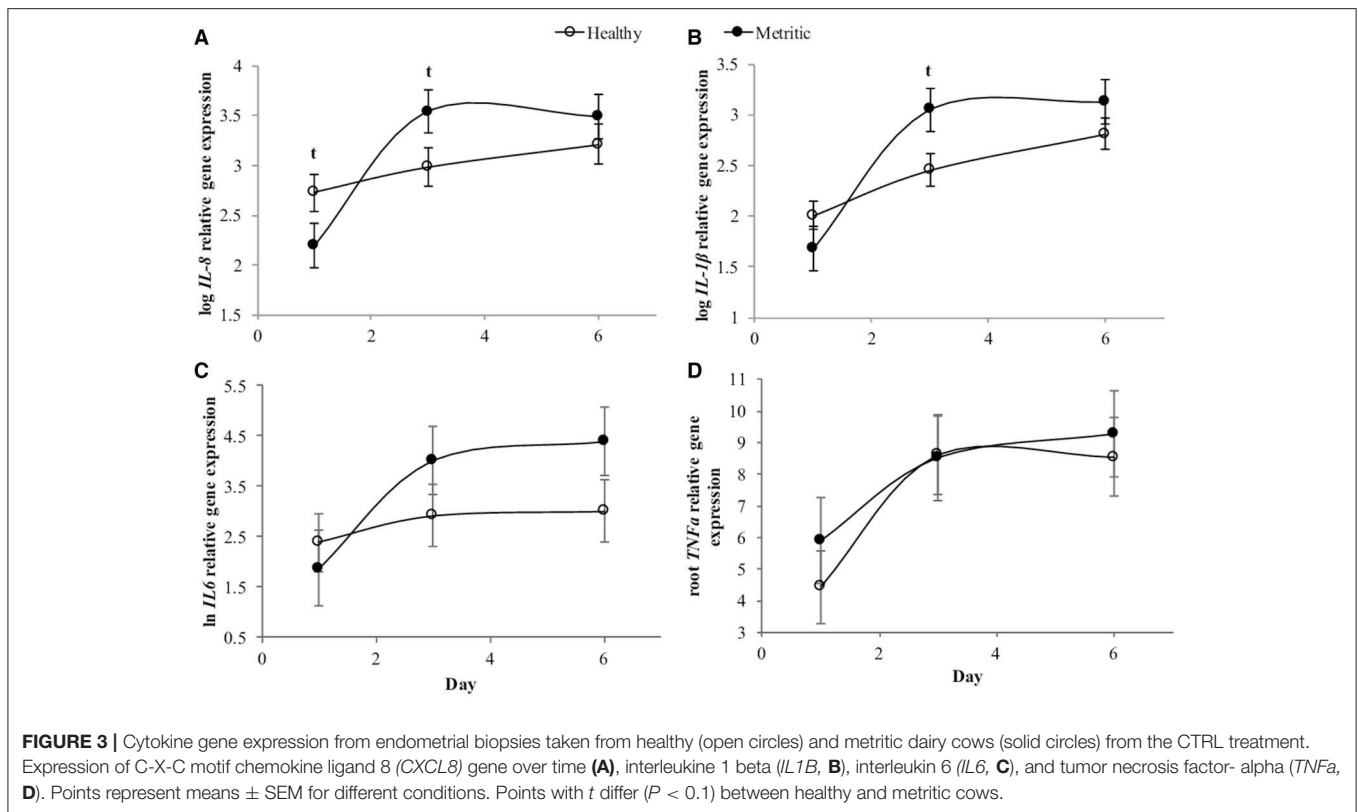 A
Healthy
Metritic
B
t
t
t
4
3.5
3
2.5
2
1.5
log IL-8 relative gene expression
0
2
4
6
3.5
3
2.5
2
1.5
1
log IL-1β relative gene expression
0
2
4
6
C
5.5
4.5
3.5
2.5
1.5
0.5
ln IL6 relative gene expression
0
2
4
6
Day
D
11
10
9
8
7
6
5
4
3
root TNFa relative gene
expression
0
2
4
6
Day
FIGURE 3 | Cytokine gene expression from endometrial biopsies taken from healthy (open circles) and metritic dairy cows (solid circles) from the CTRL treatment.
Expression of C-X-C motif chemokine ligand 8 (CXCL8) gene over time (A), interleukine 1 beta (IL1B, B), interleukin 6 (IL6, C), and tumor necrosis factor- alpha (TNFa,
D). Points represent means ± SEM for different conditions. Points with t differ (P < 0.1) between healthy and metritic cows.